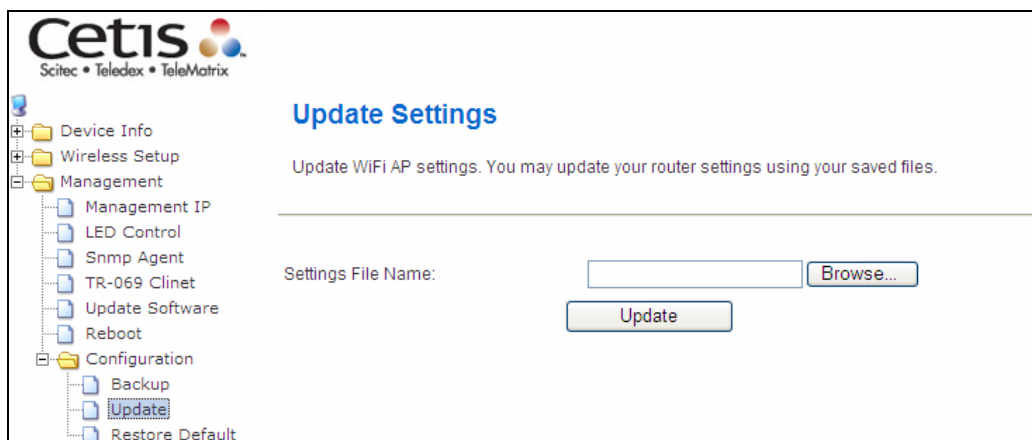 Cetis
Scitec • Teledex • TeleMatrix
Device Info
Wireless Setup
Management
Management IP
LED Control
Snmp Agent
TR-069 Clinet
Update Software
Reboot
Configuration
Backup
Update
Restore Default
Update Settings
Update WiFi AP settings. You may update your router settings using your saved files.
Settings File Name:
Browse...
Update